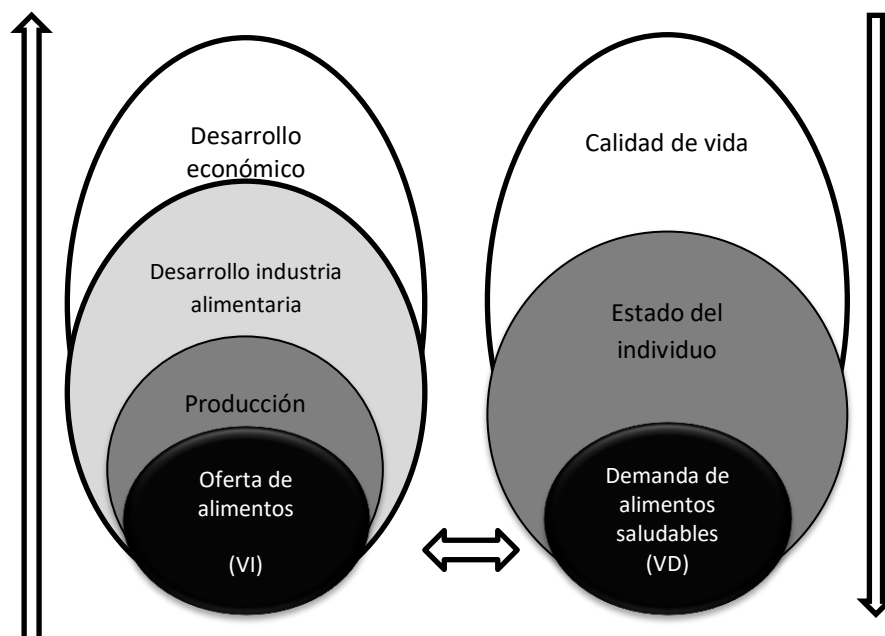 Desarrollo
económico
Desarrollo industria
alimentaria
Producción
Oferta de
alimentos
(VI)
Calidad de vida
Estado del
individuo
Demanda de
alimentos
saludables
(VD)